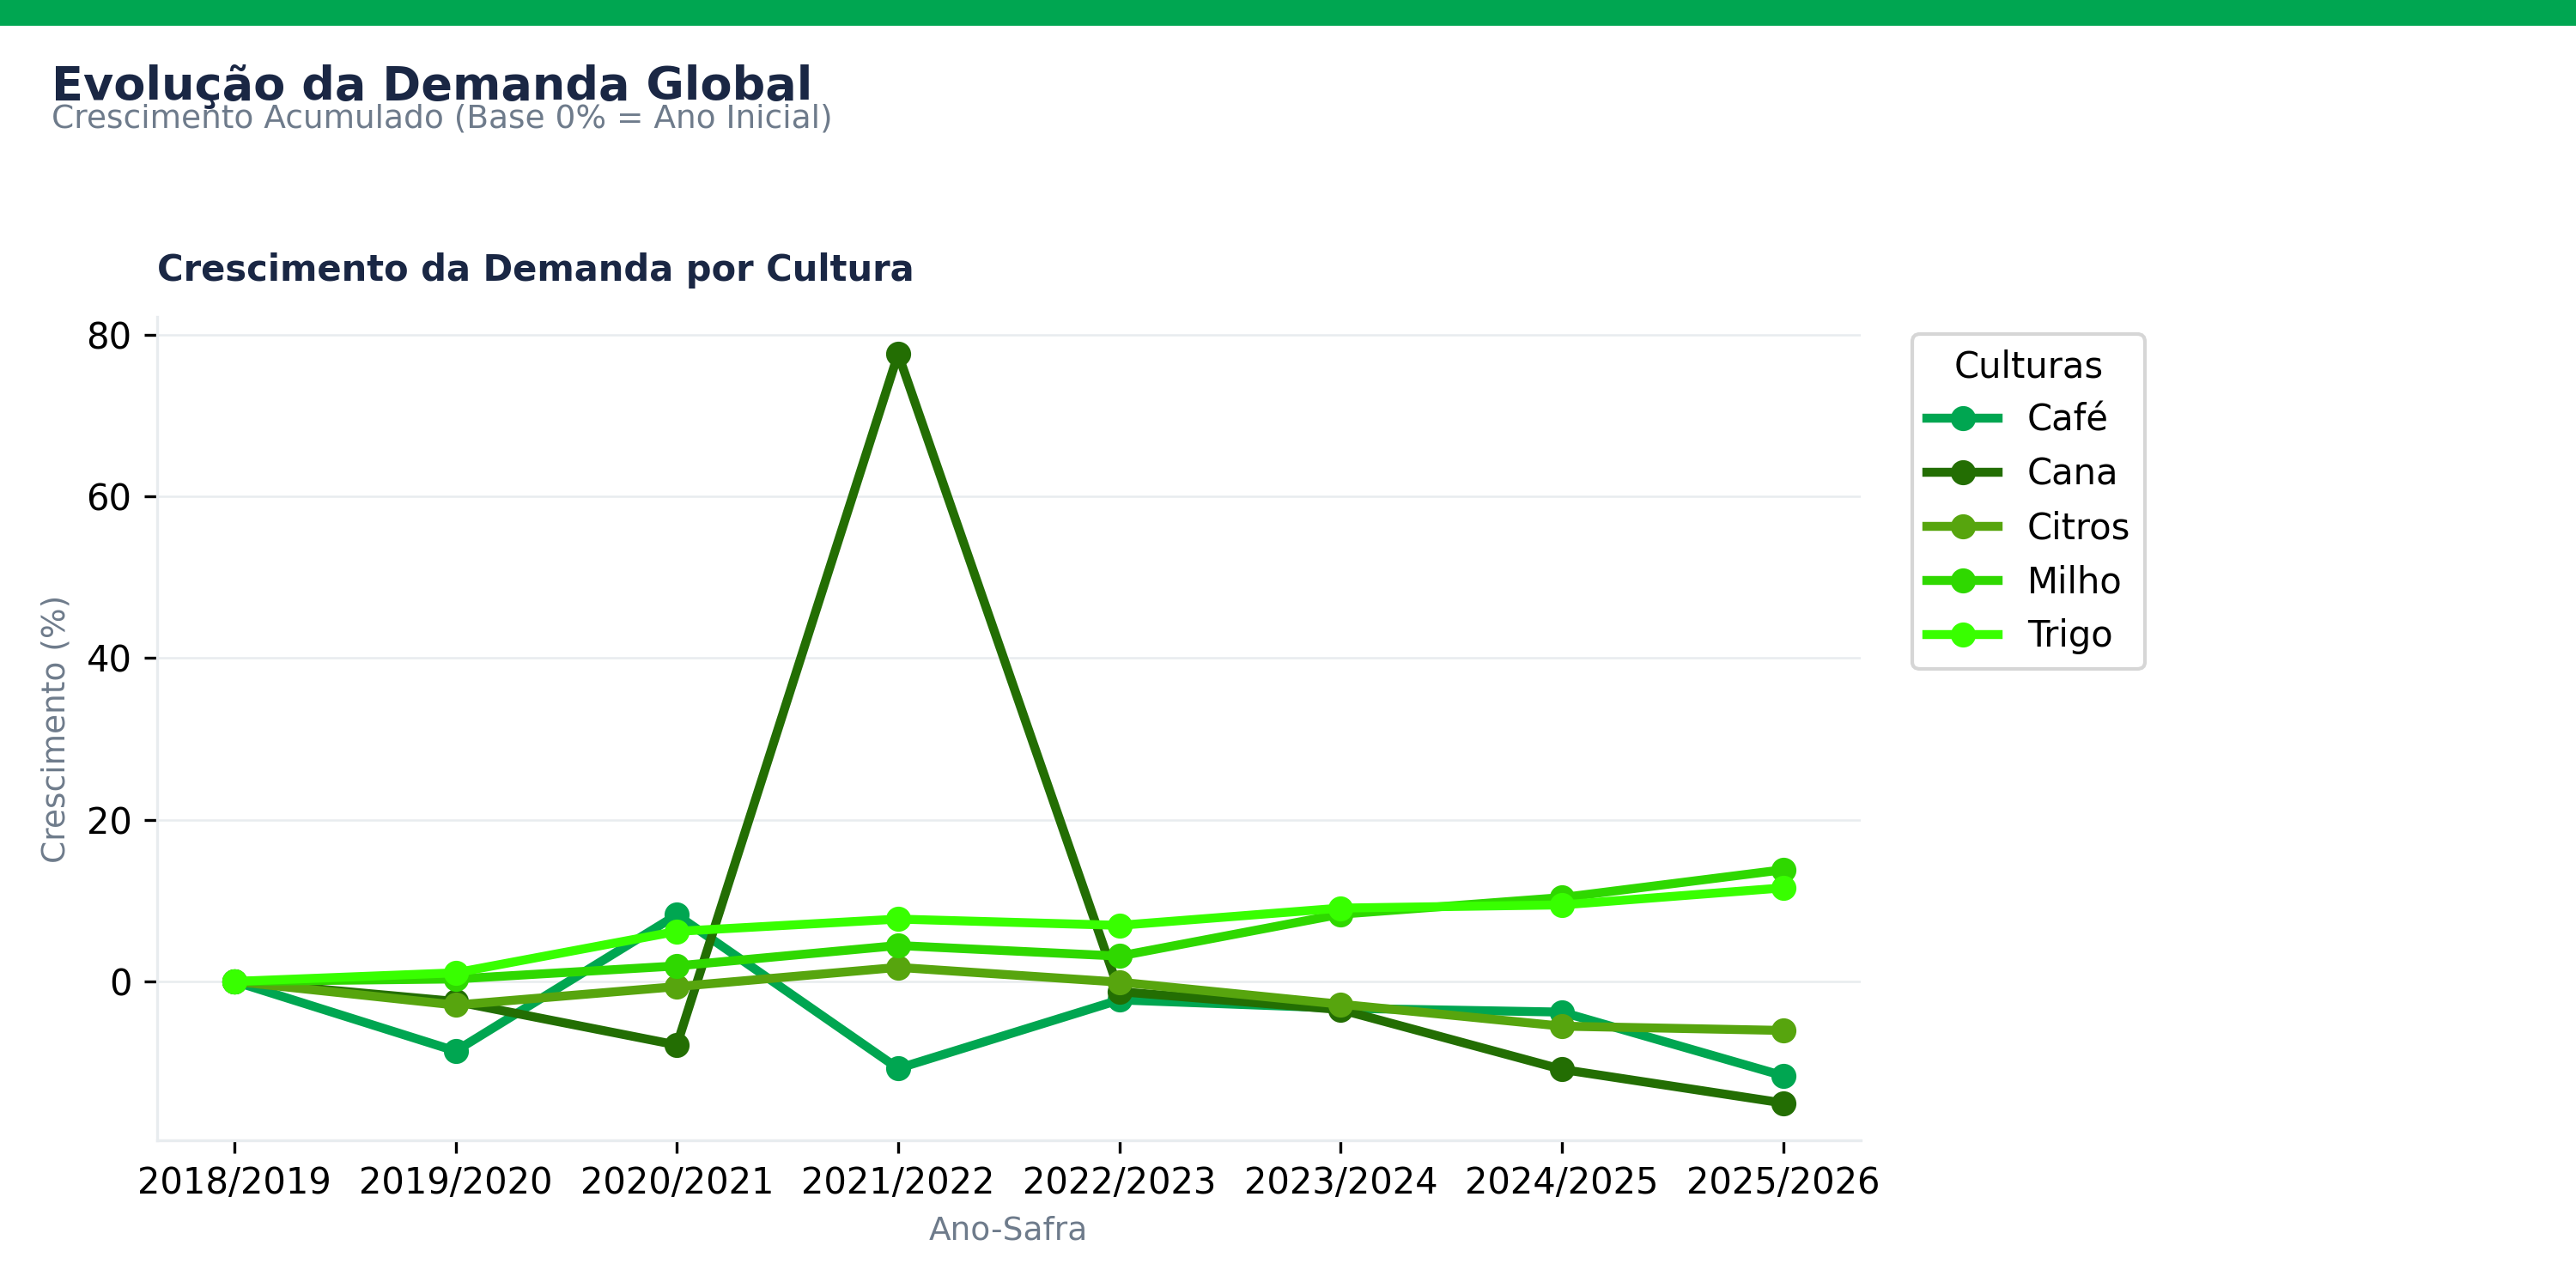 Evolução da Demanda Global
Crescimento Acumulado (Base 0% = Ano Inicial)
Crescimento da Demanda por Cultura
Crescimento (%)
80
60
40
20
0
2018/2019 2019/2020 2020/2021 2021/2022 2022/2023 2023/2024 2024/2025 2025/2026
Ano-Safra
Culturas
Café
Cana
Citros
Milho
Trigo